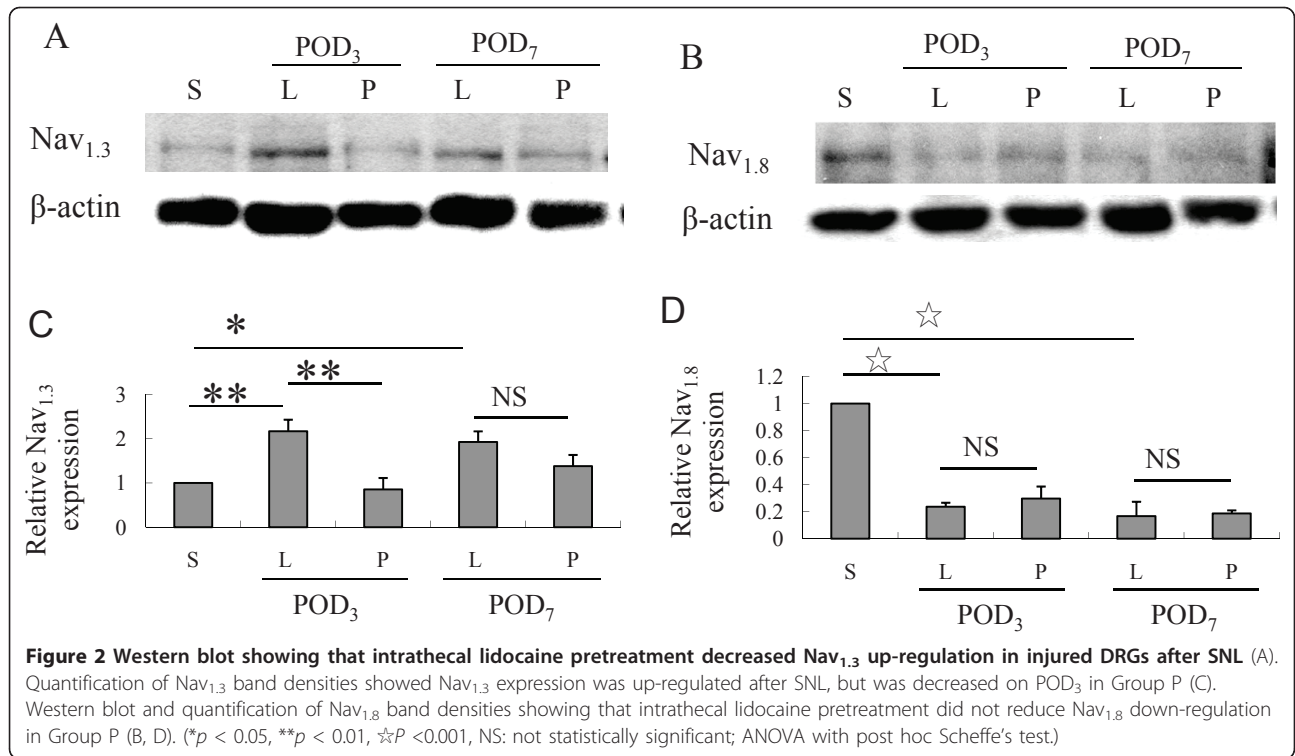 A
POD₃ POD₇
S L P L P
Nav₁.₃
β-actin
B
POD₃ POD₇
S L P L P
Nav₁.₈
β-actin
C
*
**
**
NS
Relative Nav₁.₃
expression
3
2
1
0
S L P L P
POD₃ POD₇
D
☆
☆
NS
NS
Relative Nav₁.₈
expression
1.2
1
0.8
0.6
0.4
0.2
0
S L P L P
POD₃ POD₇
Figure 2 Western blot showing that intrathecal lidocaine pretreatment decreased Nav₁.₃ up-regulation in injured DRGs after SNL (A).
Quantification of Nav₁.₃ band densities showed Nav₁.₃ expression was up-regulated after SNL, but was decreased on POD₃ in Group P (C).
Western blot and quantification of Nav₁.₈ band densities showing that intrathecal lidocaine pretreatment did not reduce Nav₁.₈ down-regulation
in Group P (B, D). (*p < 0.05, **p < 0.01, ☆P <0.001, NS: not statistically significant; ANOVA with post hoc Scheffe's test.)